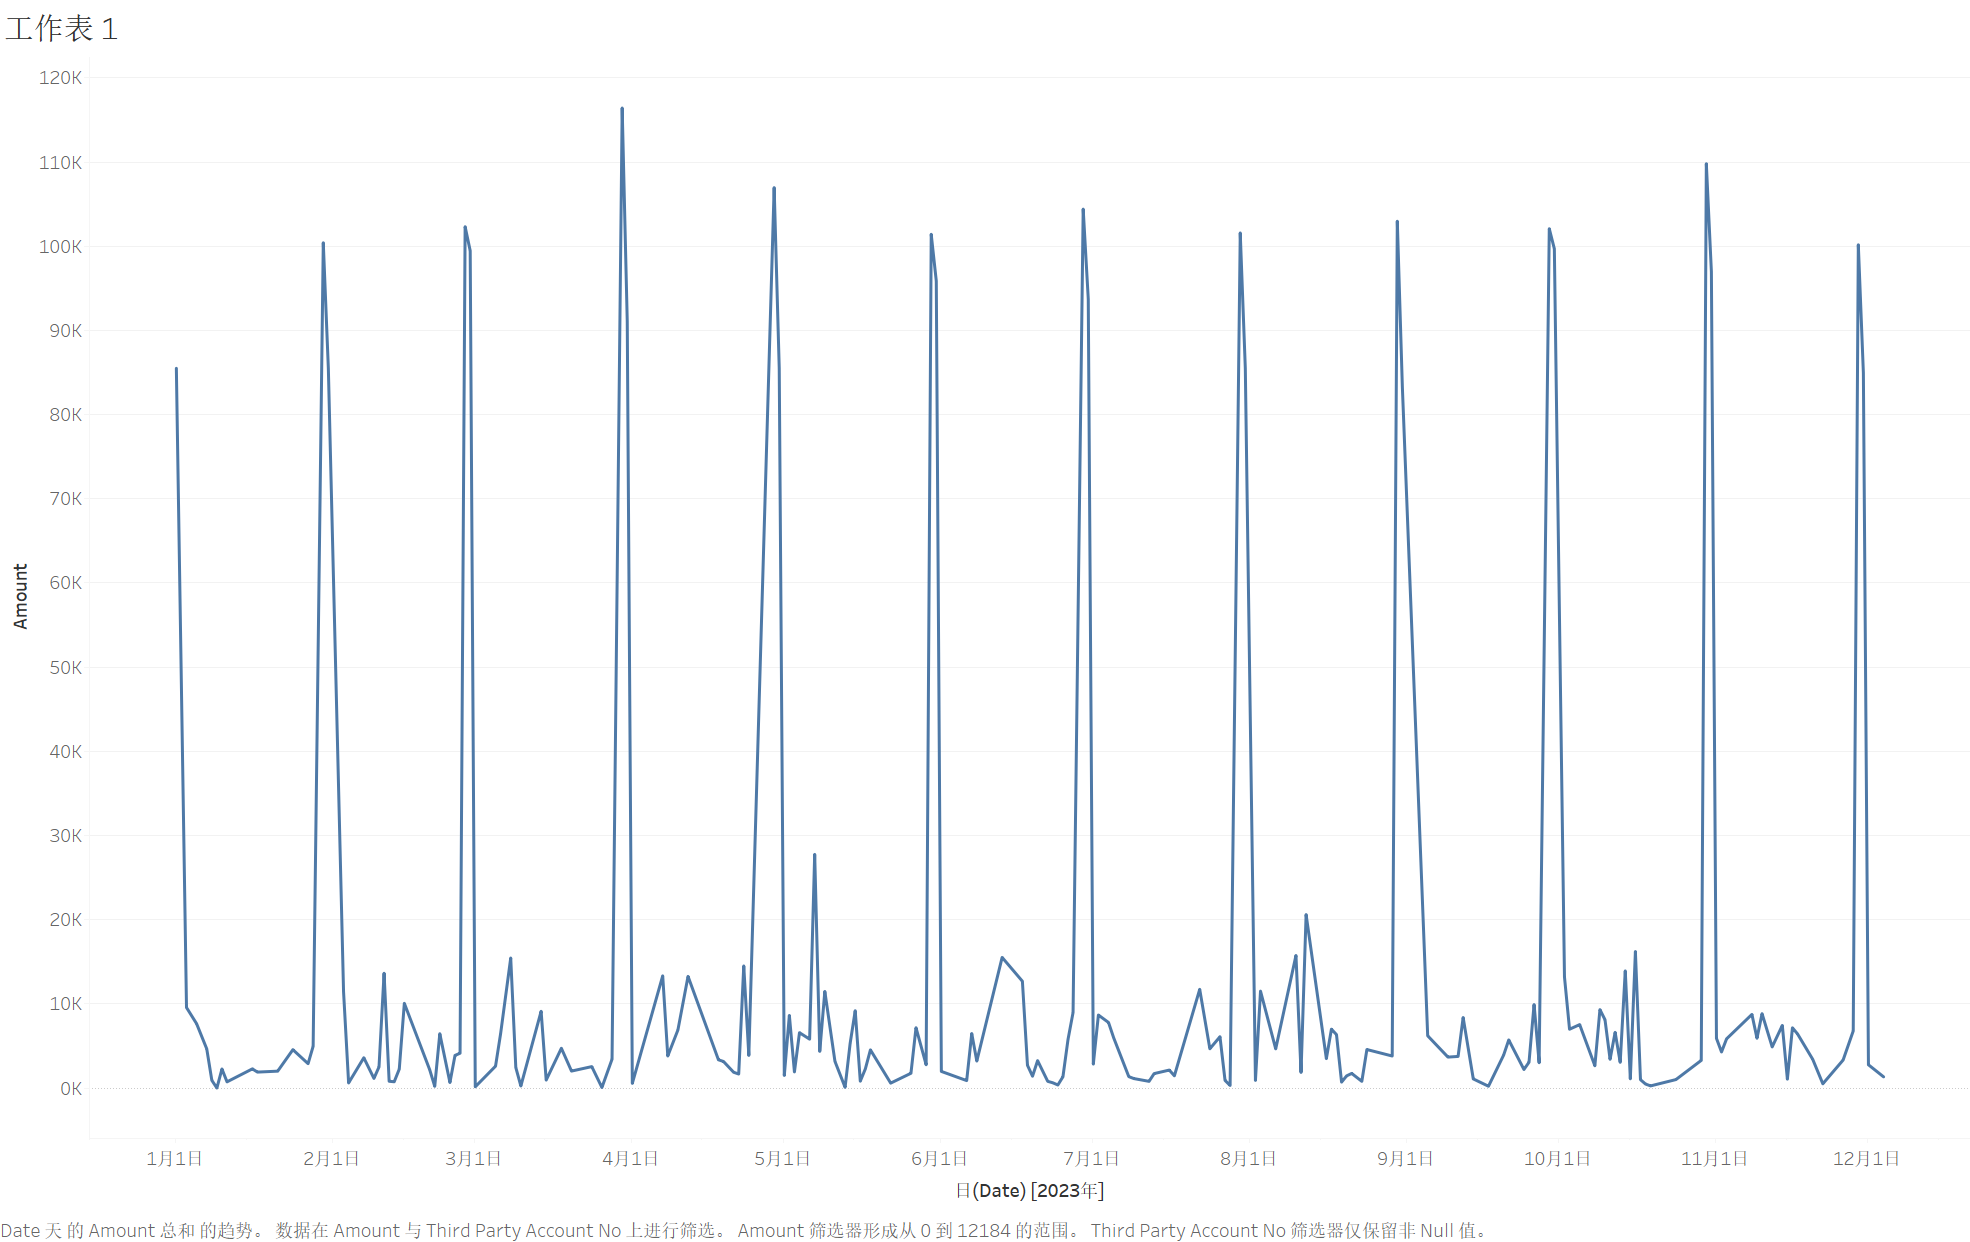 工作表 1
120K
110K
100K
90K
80K
70K
60K
50K
40K
30K
20K
10K
0K
Amount
1月1日
2月1日
3月1日
4月1日
5月1日
6月1日
7月1日
8月1日
9月1日
10月1日
11月1日
12月1日
日(Date) [2023年]
Date 天 的 Amount 总和 的趋势。 数据在 Amount 与 Third Party Account No 上进行筛选。 Amount 筛选器形成从 0 到 12184 的范围。 Third Party Account No 筛选器仅保留非 Null 值。